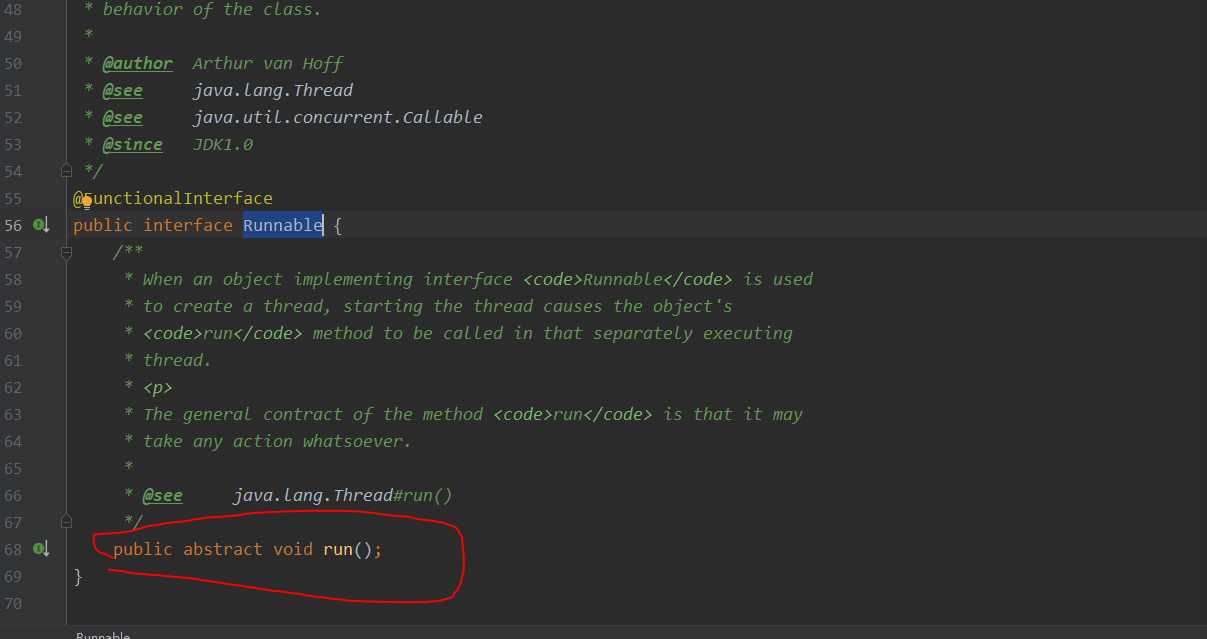 48 * behavior of the class.
49 *
50 * @author Arthur van Hoff
51 * @see java.lang.Thread
52 * @see java.util.concurrent.Callable
53 * @since JDK1.0
54 */
55 @FunctionalInterface
56 public interface Runnable {
57 /**
58 * When an object implementing interface <code>Runnable</code> is used
59 * to create a thread, starting the thread causes the object's
60 * <code>run</code> method to be called in that separately executing
61 * thread.
62 * <p>
63 * The general contract of the method <code>run</code> is that it may
64 * take any action whatsoever.
65 *
66 * @see java.lang.Thread#run()
67 */
68 public abstract void run();
69 }
70
Runnable